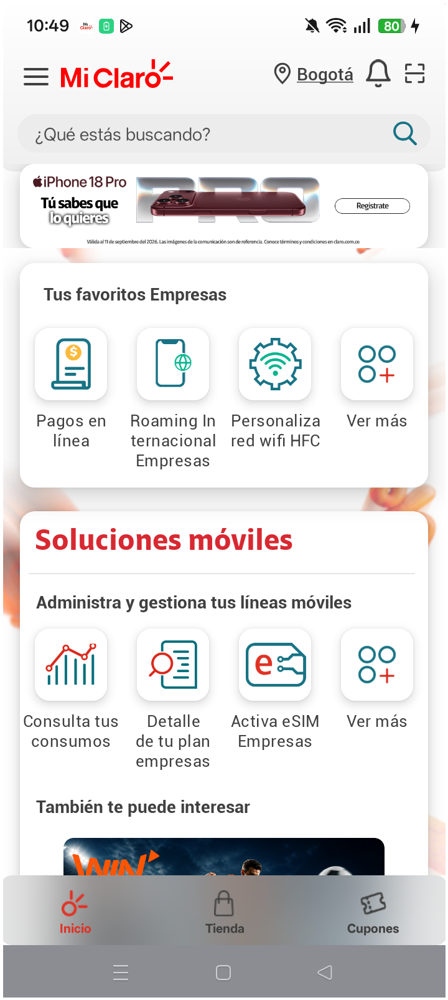 10:49
Mi Claro
80
Mi Claro
Bogotá
¿Qué estás buscando?
iPhone 18 Pro
Tú sabes que
lo quieres
PRO
Registrate
Válida al 11 de septiembre del 2026. Las imágenes de la comunicación son de referencia. Conoce términos y condiciones en claro.com.co
Tus favoritos Empresas
$
Pagos en
línea
Roaming In
ternacional
Empresas
Personaliza
red wifi HFC
Ver más
Soluciones móviles
Administra y gestiona tus líneas móviles
e
Consulta tus
consumos
Detalle
de tu plan
empresas
Activa eSIM
Empresas
Ver más
También te puede interesar
WIN
Inicio
Tienda
Cupones